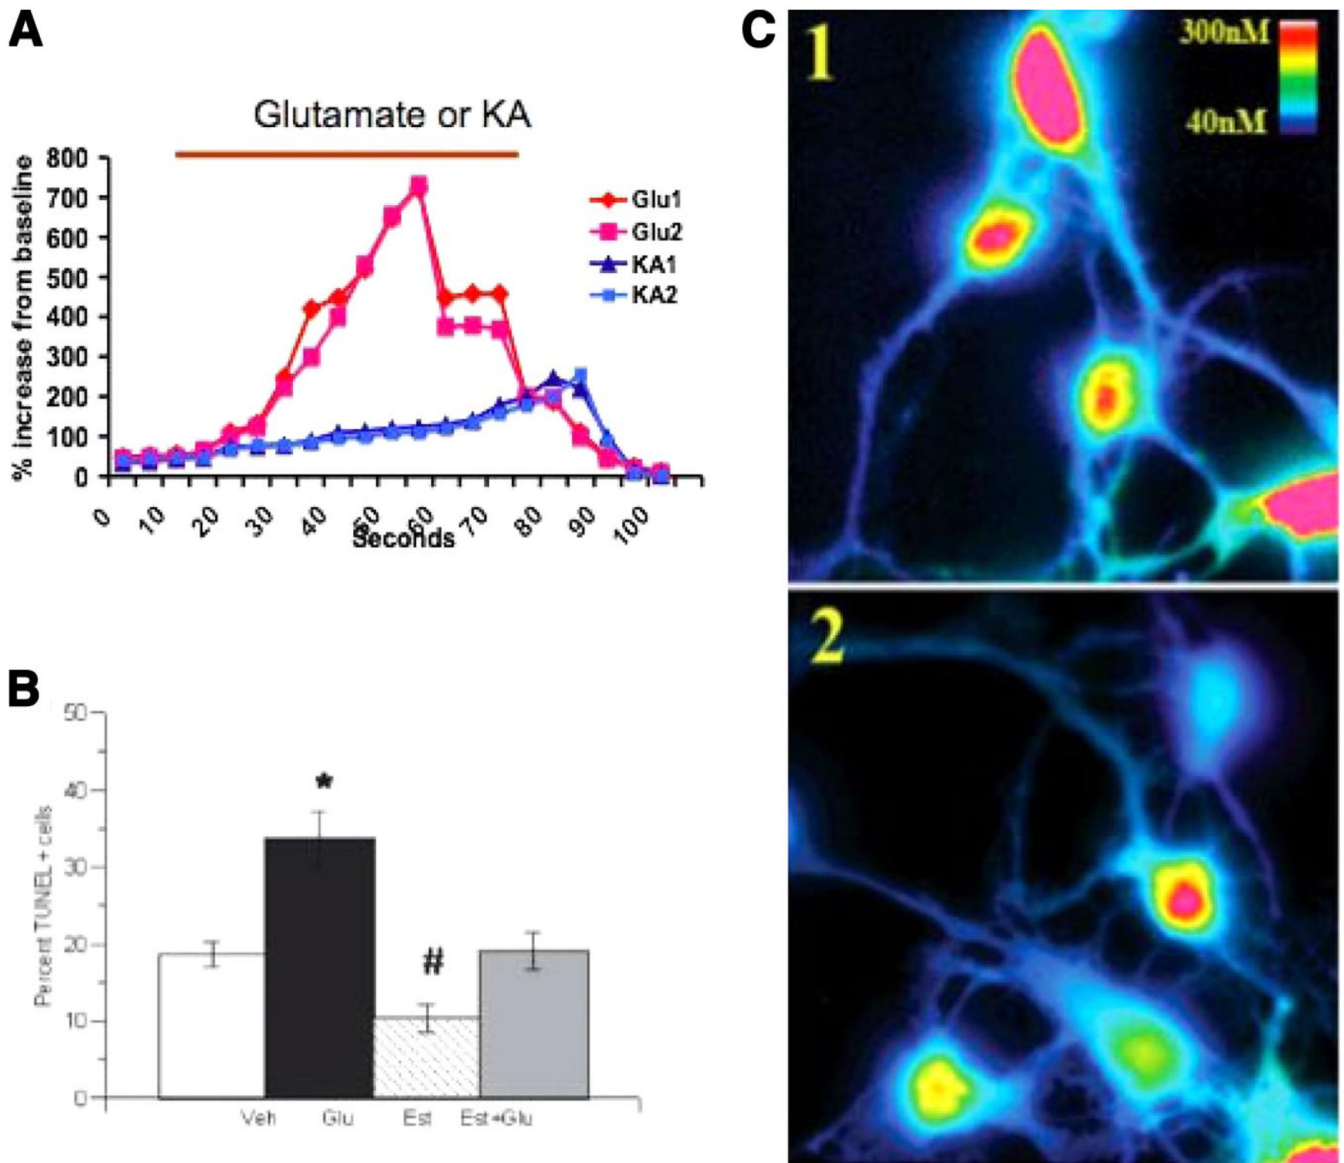 A
Glutamate or KA
% increase from baseline
800
700
600
500
400
300
200
100
0
0
10
20
30
40
50
60
70
80
90
100
Seconds
Glu1
Glu2
KA1
KA2
B
Percent TUNEL+ cells
50
40
30
20
10
0
*
#
Veh Glu Est Est+Glu
C
1
300nM
40nM
2